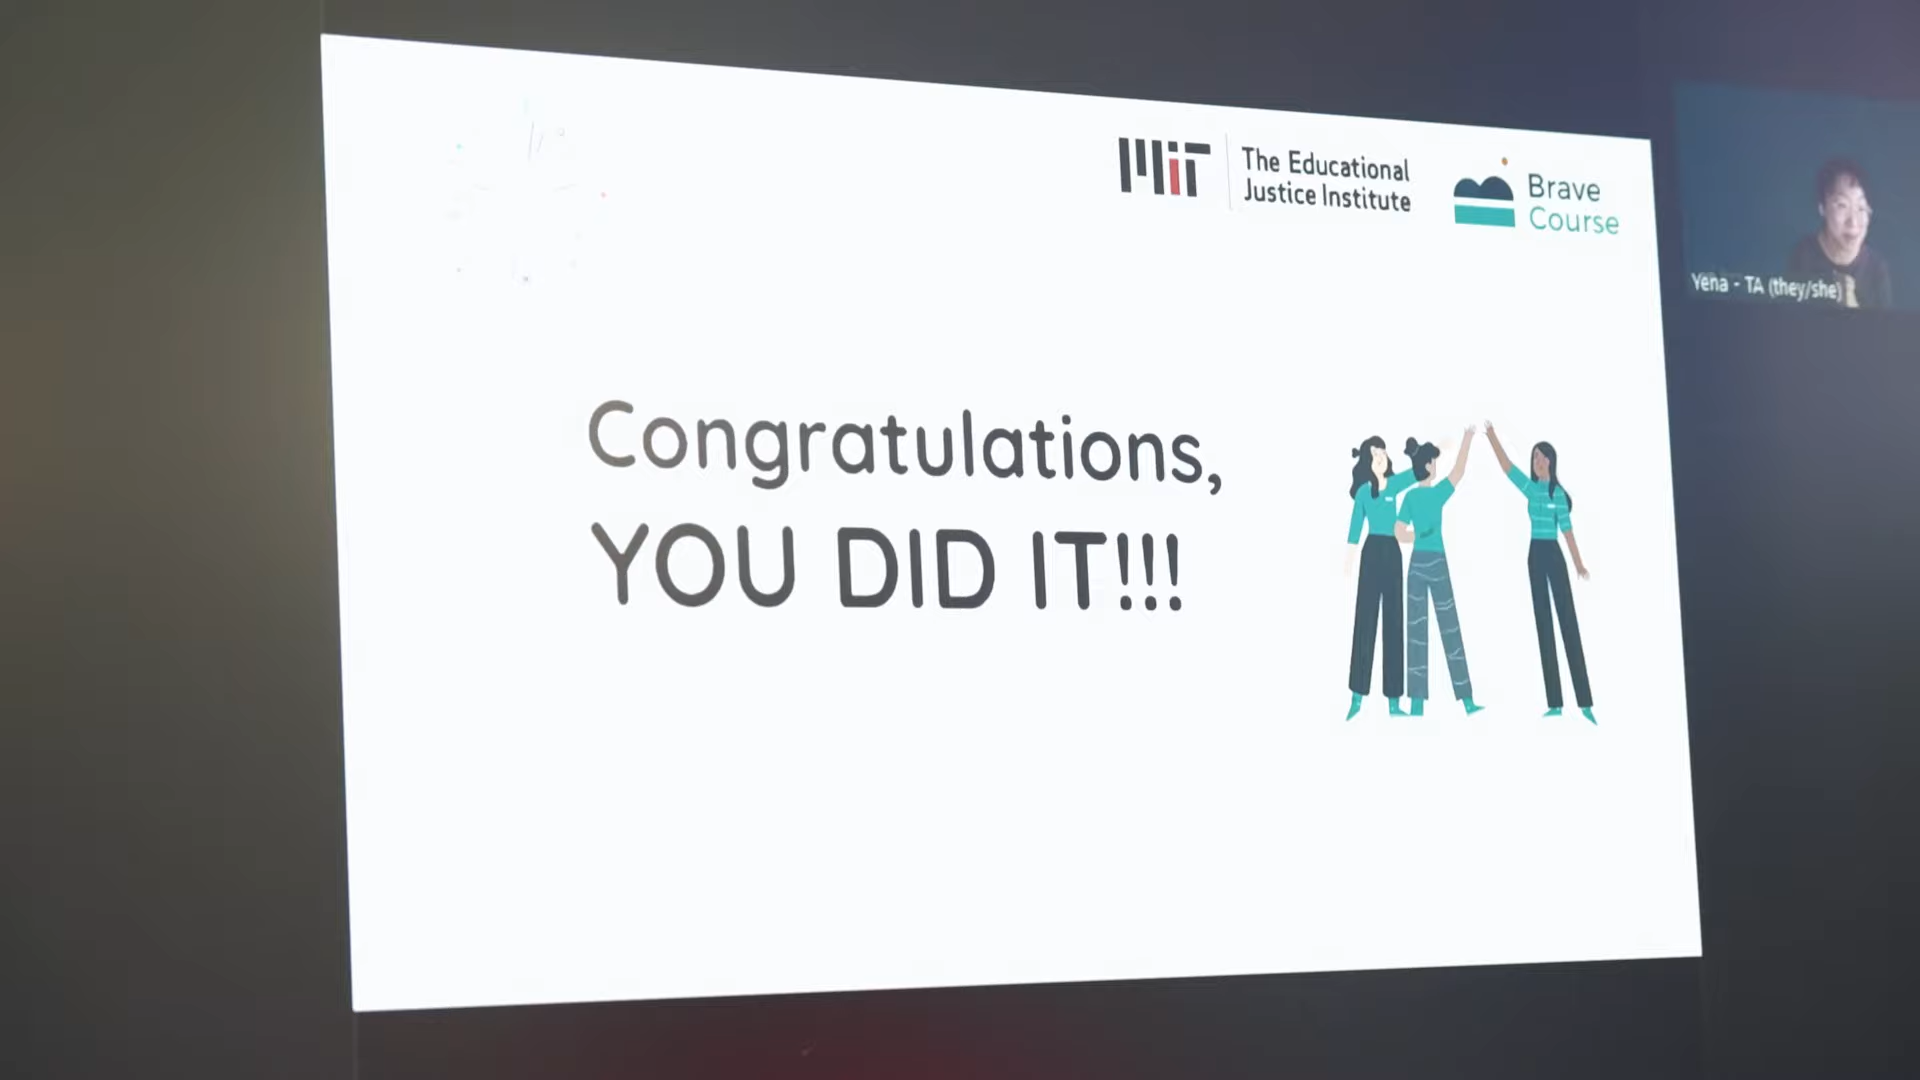 MIT
The Educational
Justice Institute
Brave
Course
Yena - TA (they/she)
Congratulations,
YOU DID IT!!!